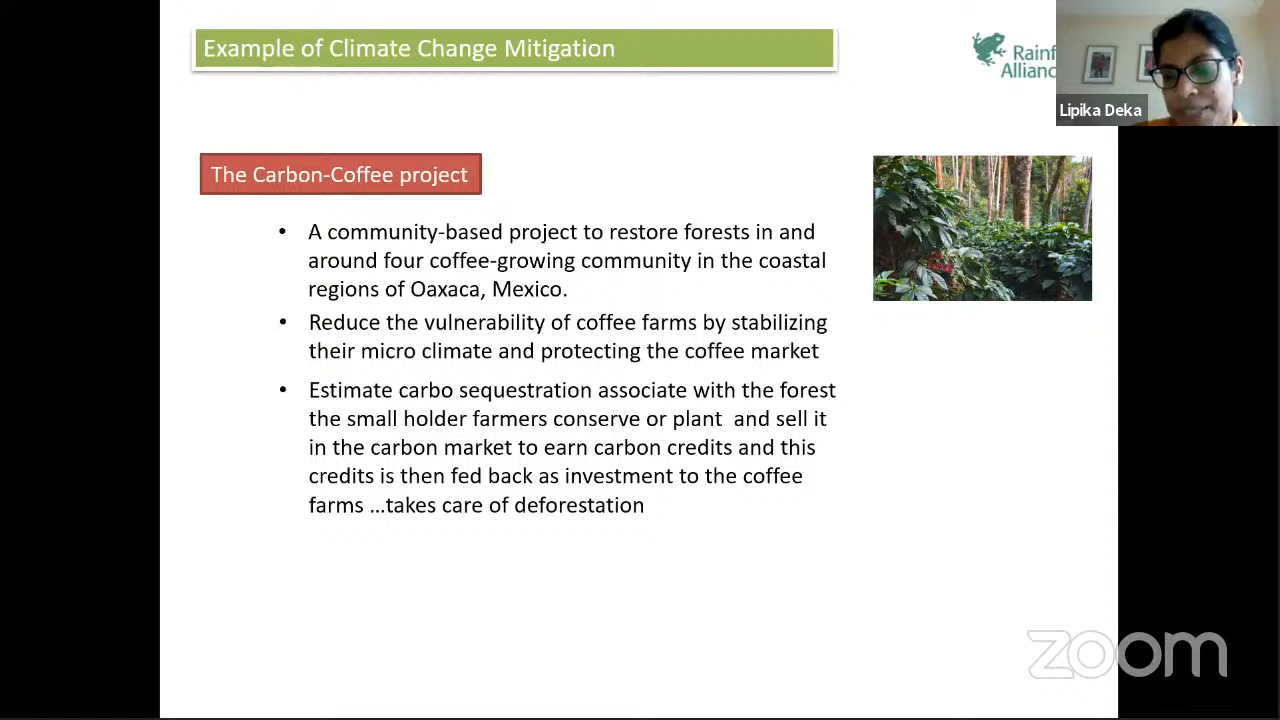 Example of Climate Change Mitigation
Rainf
Alliance
Lipika Deka
The Carbon-Coffee project
• A community-based project to restore forests in and
around four coffee-growing community in the coastal
regions of Oaxaca, Mexico.
• Reduce the vulnerability of coffee farms by stabilizing
their micro climate and protecting the coffee market
• Estimate carbo sequestration associate with the forest
the small holder farmers conserve or plant and sell it
in the carbon market to earn carbon credits and this
credits is then fed back as investment to the coffee
farms …takes care of deforestation
zoom